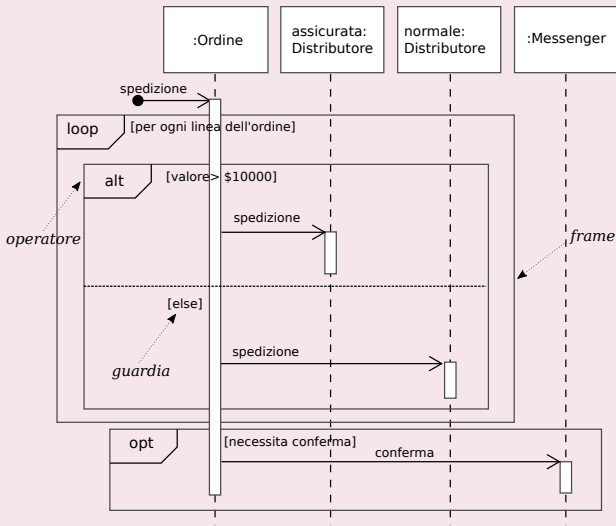 :Ordine
assicurata:
Distributore
normale:
Distributore
:Messenger
spedizione
loop
[per ogni linea dell'ordine]
alt
[valore> $10000]
spedizione
operatore
frame
[else]
spedizione
guardia
opt
[necessita conferma]
conferma